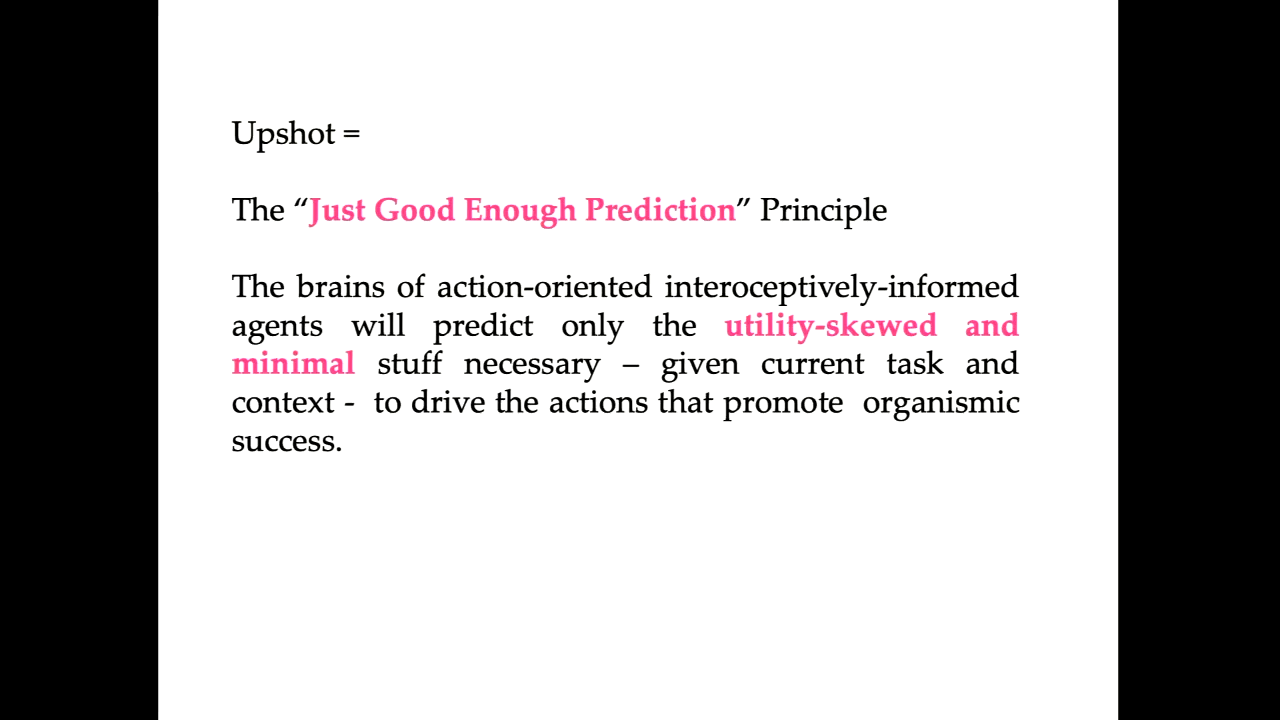 Upshot =
The “Just Good Enough Prediction” Principle
The brains of action-oriented interoceptively-informed
agents will predict only the utility-skewed and
minimal stuff necessary – given current task and
context - to drive the actions that promote organismic
success.